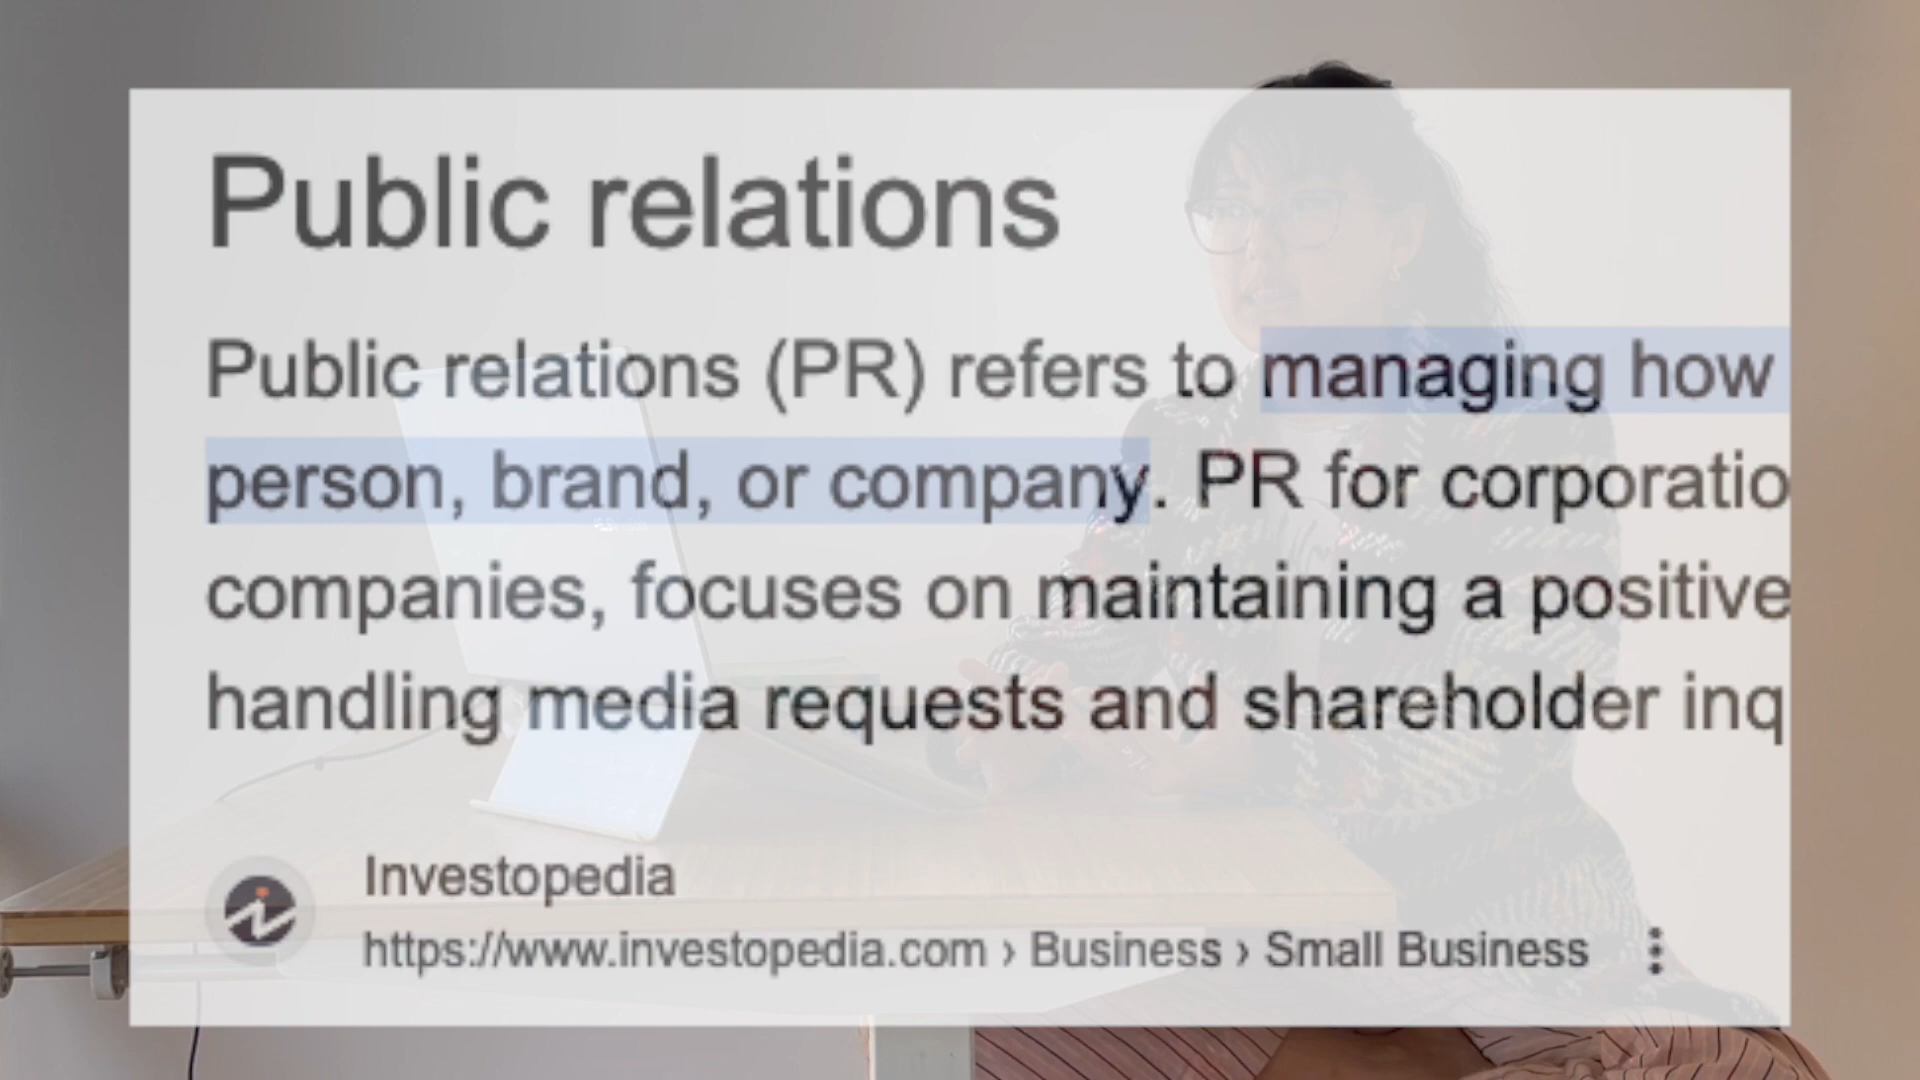 Public relations
Public relations (PR) refers to managing how
person, brand, or company. PR for corporatio
companies, focuses on maintaining a positive
handling media requests and shareholder inq
Investopedia
https://www.investopedia.com › Business › Small Business